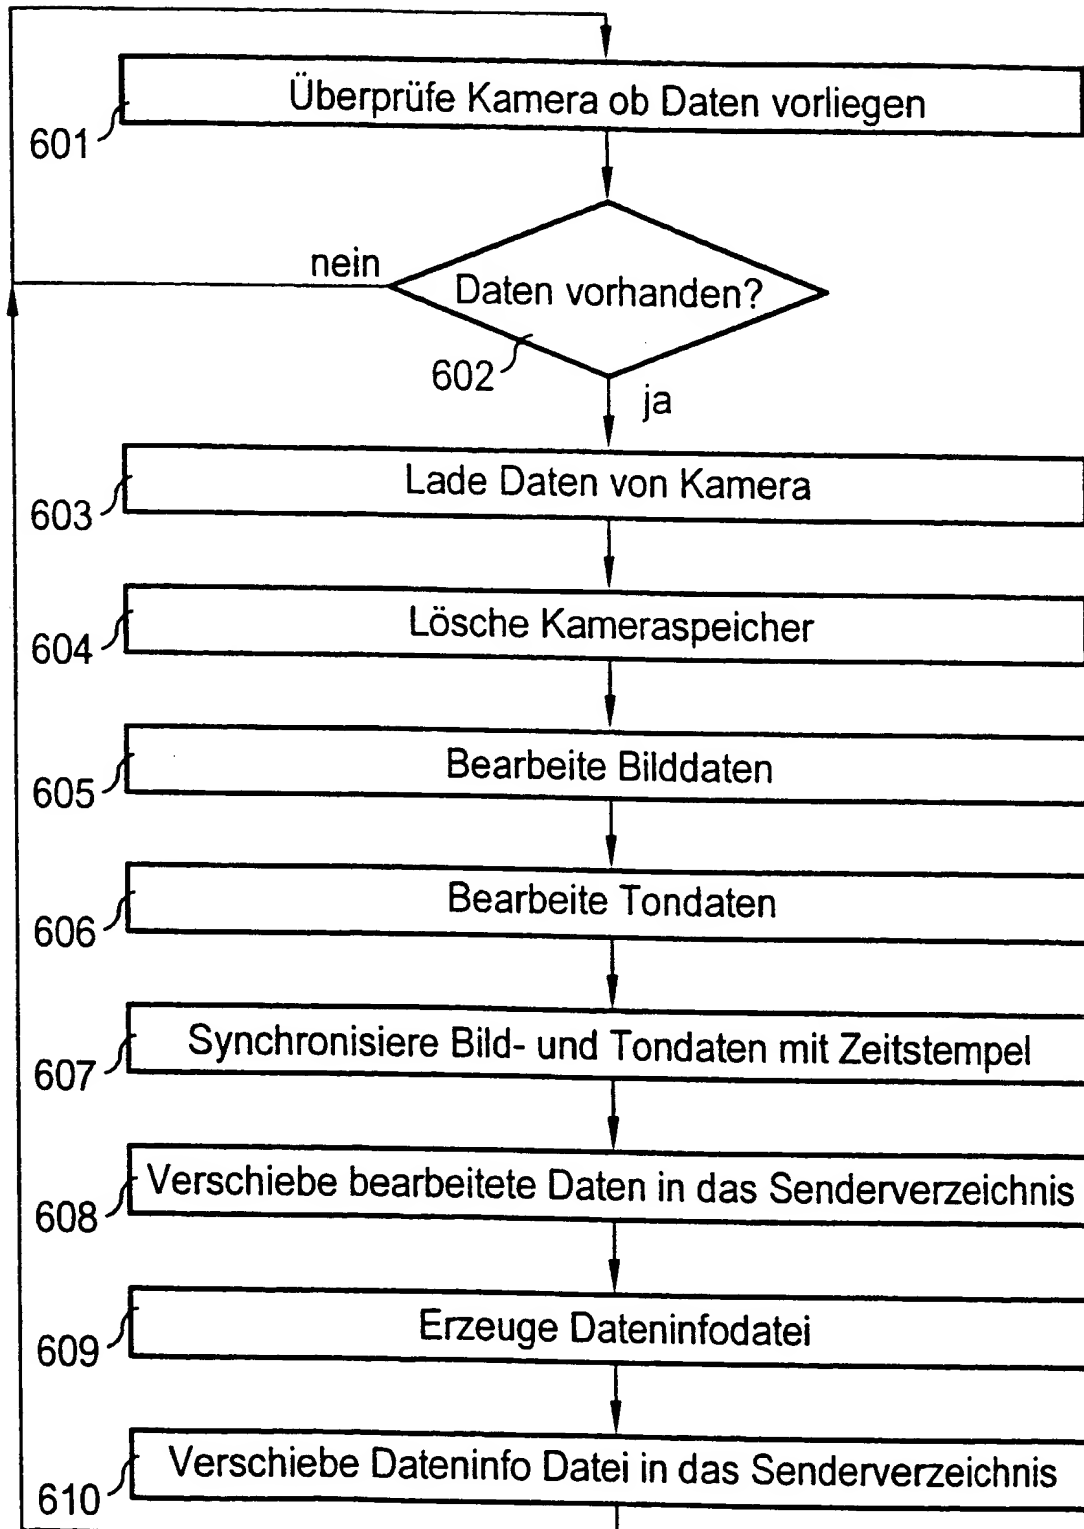 Überprüfe Kamera ob Daten vorliegen
601
nein
Daten vorhanden?
602
ja
Lade Daten von Kamera
603
Lösche Kameraspeicher
604
Bearbeite Bilddaten
605
Bearbeite Tondaten
606
Synchronisiere Bild- und Tondaten mit Zeitstempel
607
Verschiebe bearbeitete Daten in das Senderverzeichnis
608
Erzeuge Dateninfodatei
609
Verschiebe Dateninfo Datei in das Senderverzeichnis
610